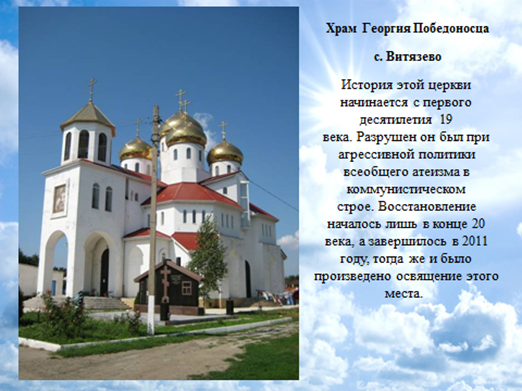 Храм Георгия Победоносца
с. Витязево
История этой церкви
начинается с первого
десятилетия 19
века. Разрушен он был при
агрессивной политики
всеобщего атеизма в
коммунистическом
строе. Восстановление
началось лишь в конце 20
века, а завершилось в 2011
году, тогда же и было
произведено освящение этого
места.